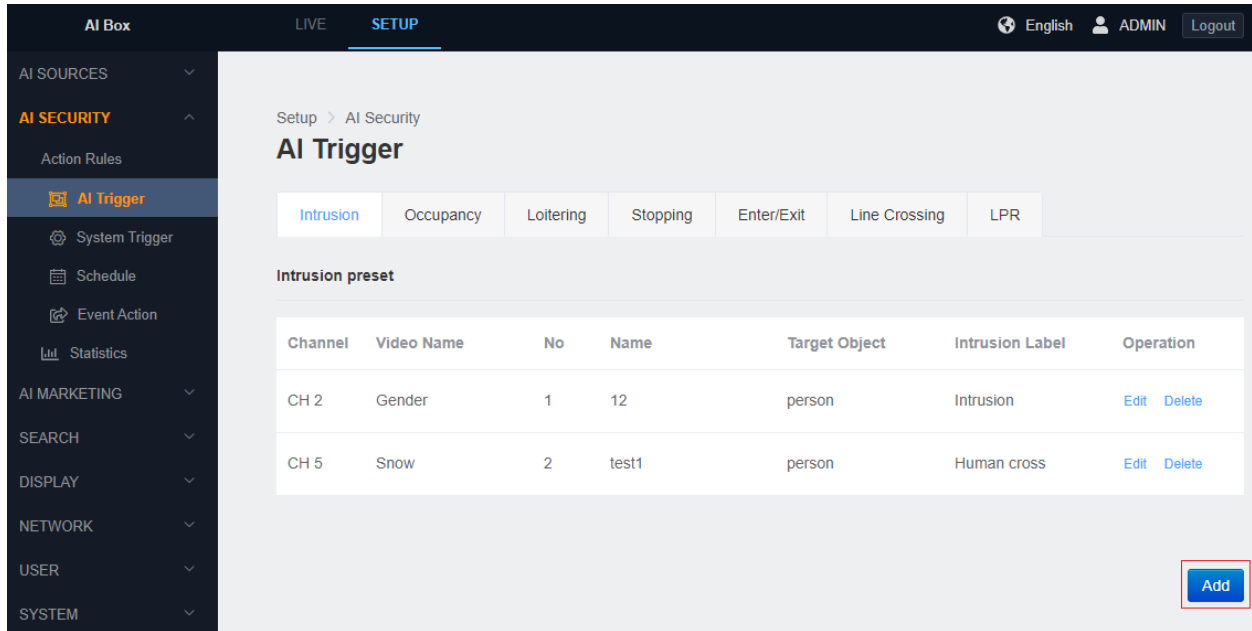 AI Box LIVE SETUP English ADMIN Logout
AI SOURCES
AI SECURITY
Action Rules
AI Trigger
System Trigger
Schedule
Event Action
Statistics
AI MARKETING
SEARCH
DISPLAY
NETWORK
USER
SYSTEM
Setup > AI Security
AI Trigger
Intrusion Occupancy Loitering Stopping Enter/Exit Line Crossing LPR
Intrusion preset
Channel Video Name No Name Target Object Intrusion Label Operation
CH 2 Gender 1 12 person Intrusion Edit Delete
CH 5 Snow 2 test1 person Human cross Edit Delete
Add